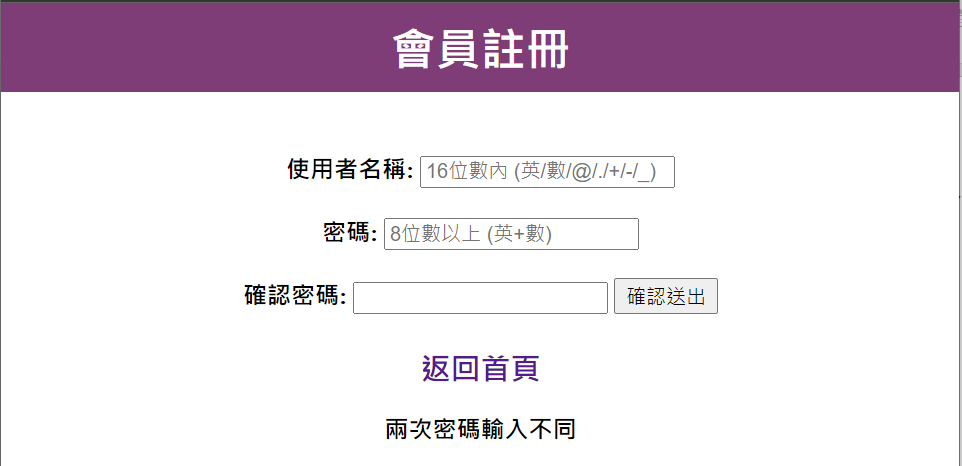 會員註冊
使用者名稱: 16位數內 (英/數/@/./+/-/_)
密碼: 8位數以上 (英+數)
確認密碼: 確認送出
返回首頁
兩次密碼輸入不同